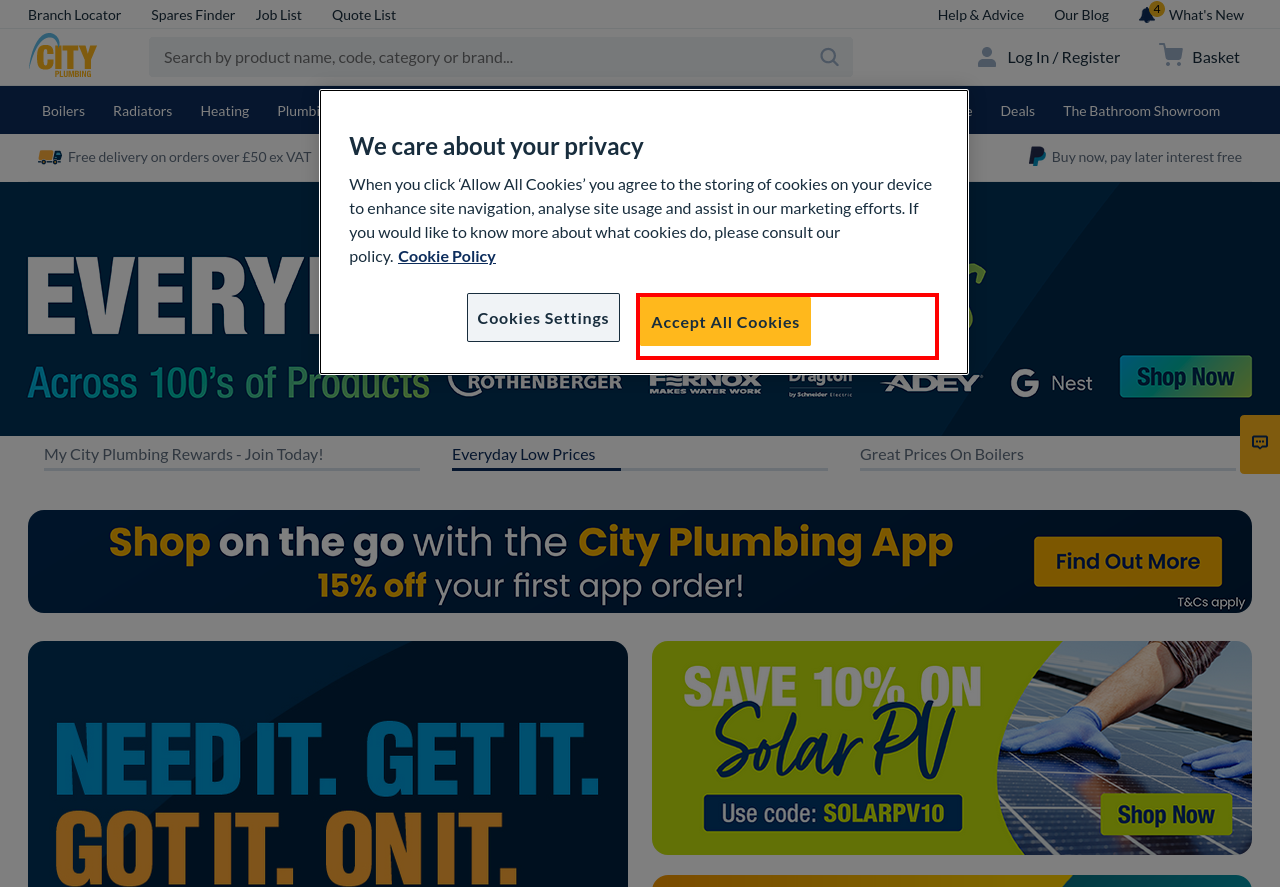 Branch Locator Spares Finder Job List Quote List Help & Advice Our Blog 4 What's New
CITY
PLUMBING
Search by product name, code, category or brand...
Log In / Register Basket
Boilers Radiators Heating Deals The Bathroom Showroom
Free delivery on orders over £50 ex VAT Buy now, pay later interest free
We care about your privacy
When you click ‘Allow All Cookies’ you agree to the storing of cookies on your device
to enhance site navigation, analyse site usage and assist in our marketing efforts. If
you would like to know more about what cookies do, please consult our
policy. Cookie Policy
Cookies Settings Accept All Cookies
Across 100’s of Products
ROTHENBERGER FERNOX
MAKES WATER WORK
Drayton
by Schneider Electric
ADEY
G Nest
Shop Now
My City Plumbing Rewards - Join Today! Everyday Low Prices Great Prices On Boilers
Shop on the go with the City Plumbing App
15% off your first app order!
Find Out More
T&Cs apply
NEED IT. GET IT.
GOT IT. ON IT.
SAVE 10% ON
Solar PV
Use code: SOLARPV10
Shop Now